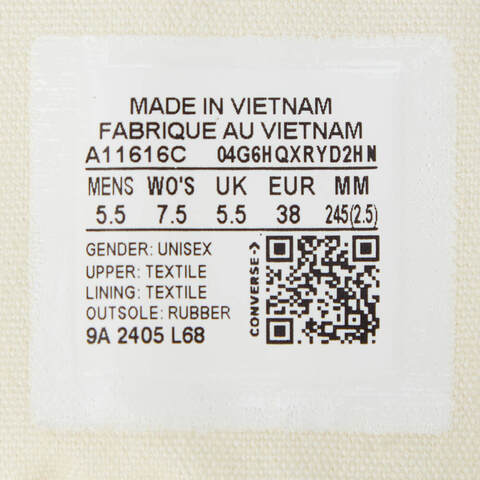 MADE IN VIETNAM
FABRIQUE AU VIETNAM
A11616C 04G6HQXRYD2HN
MENS WO'S UK EUR MM
5.5 7.5 5.5 38 245(2.5)
GENDER: UNISEX
UPPER: TEXTILE
LINING: TEXTILE
OUTSOLE: RUBBER
9A 2405 L68
CONVERSE